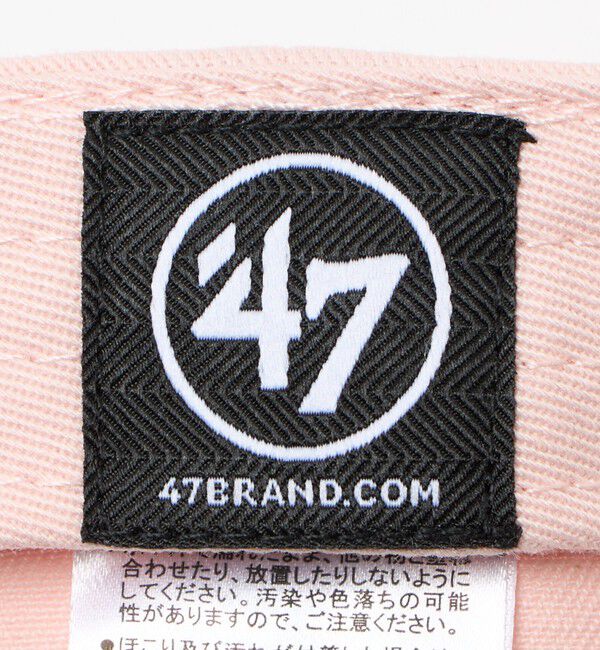 '47
47BRAND.COM
合わせたり、放置したりしないように
してください。汚染や色落ちの可能
性がありますので、ご注意ください。